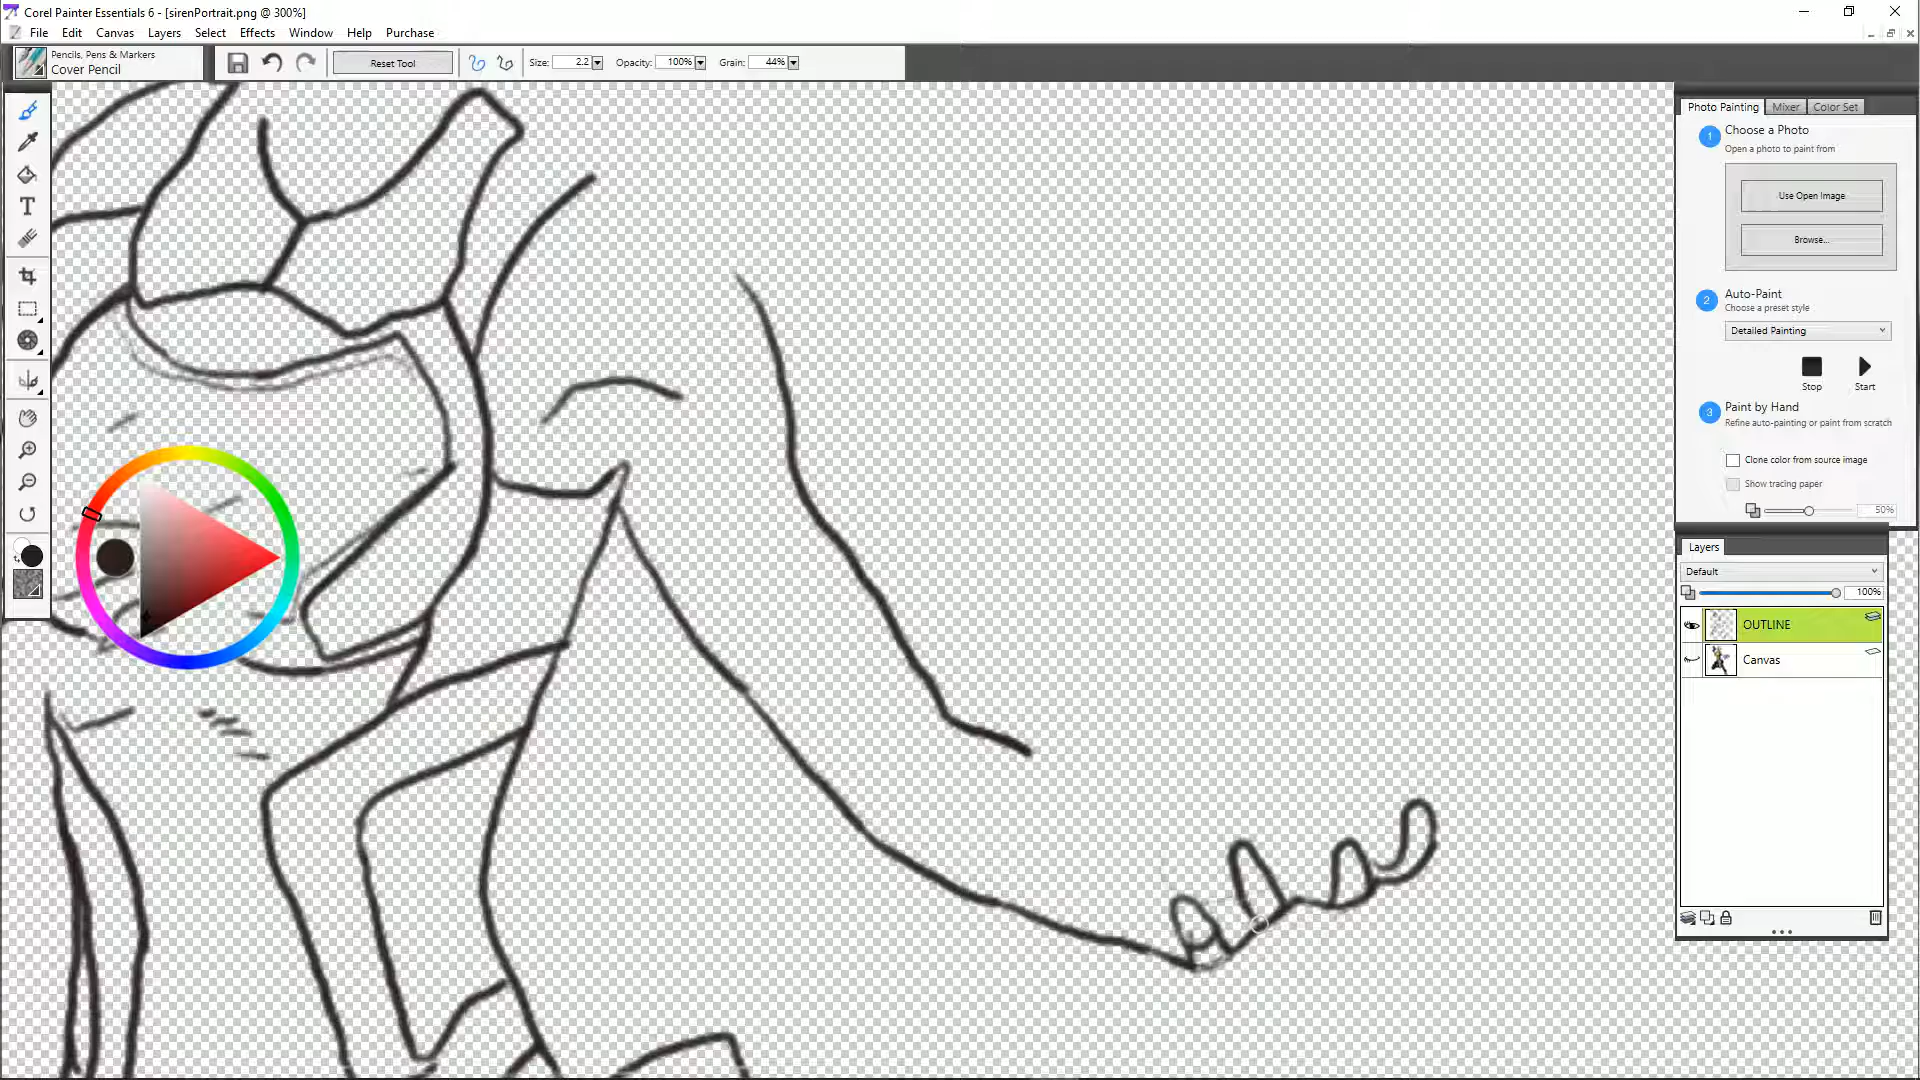 Corel Painter Essentials 6 - [sirenPortrait.png @ 300%]
File Edit Canvas Layers Select Effects Window Help Purchase
Pencils, Pens & Markers
Cover Pencil
Reset Tool
Size: 2.2
Opacity: 100%
Grain: 44%
T
Photo Painting Mixer Color Set
1 Choose a Photo
Open a photo to paint from
Use Open Image
Browse...
2 Auto-Paint
Choose a preset style
Detailed Painting
Stop Start
3 Paint by Hand
Refine auto-painting or paint from scratch
Clone color from source image
Show tracing paper
50%
Layers
Default
100%
OUTLINE
Canvas